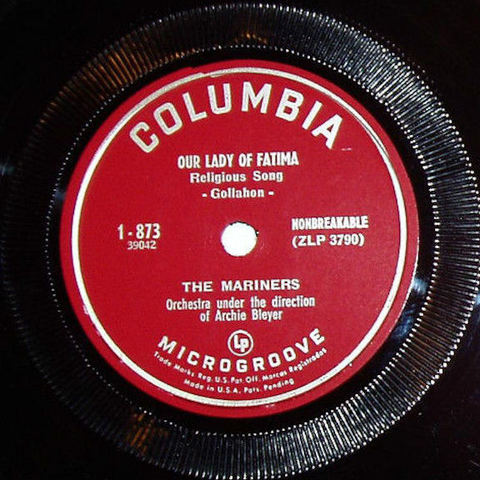 COLUMBIA
OUR LADY OF FATIMA
Religious Song
- Gollahon -
1-873
39042
NONBREAKABLE
(ZLP 3790)
THE MARINERS
Orchestra under the direction
of Archie Bleyer
Lp
MICROGROOVE
Trade Marks Reg. U.S. Pat. Off. Marcas Registradas
Made in U.S.A. Pats. Pending